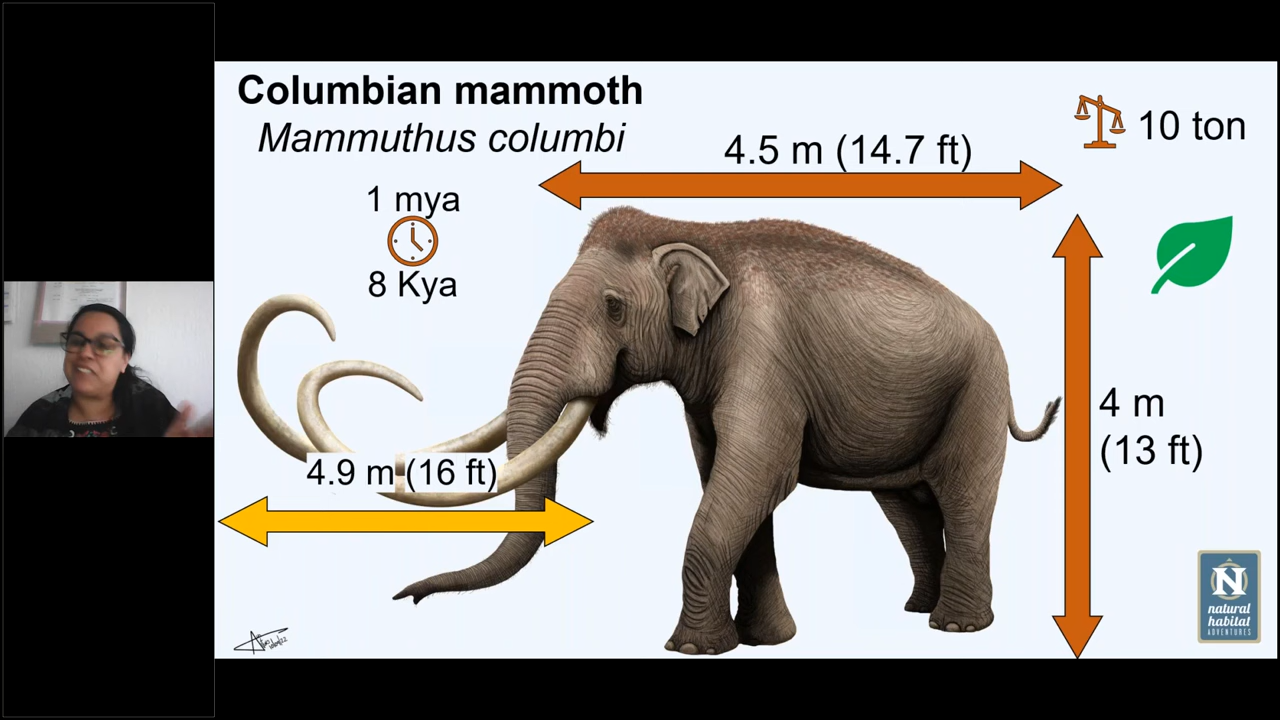 Columbian mammoth
Mammuthus columbi
10 ton
4.5 m (14.7 ft)
1 mya
8 Kya
4 m
(13 ft)
4.9 m (16 ft)
N
natural
habitat
ADVENTURES